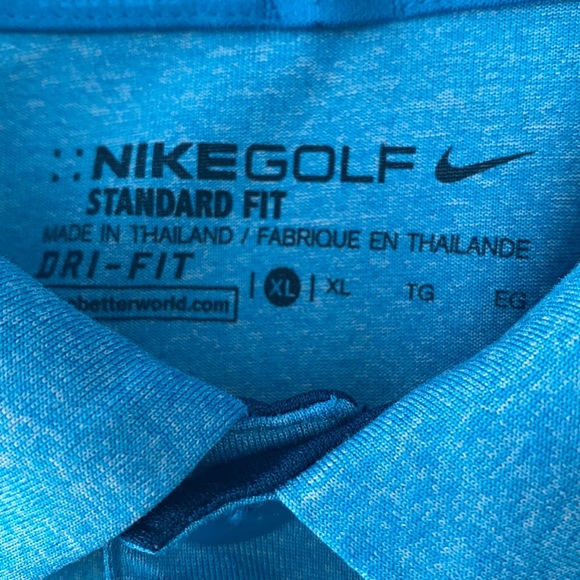 NIKEGOLF
STANDARD FIT
MADE IN THAILAND / FABRIQUE EN THAILANDE
DRI-FIT
| XL | XL TG EG
betterworld.com